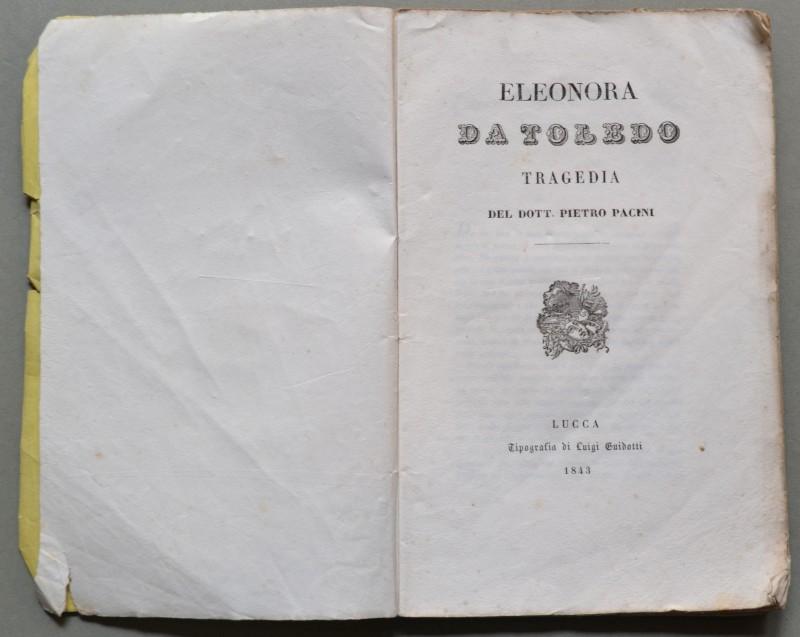 ELEONORA
DA TOLEDO
TRAGEDIA
DEL DOTT. PIETRO PACINI
LUCCA
Tipografia di Luigi Guidotti
1843